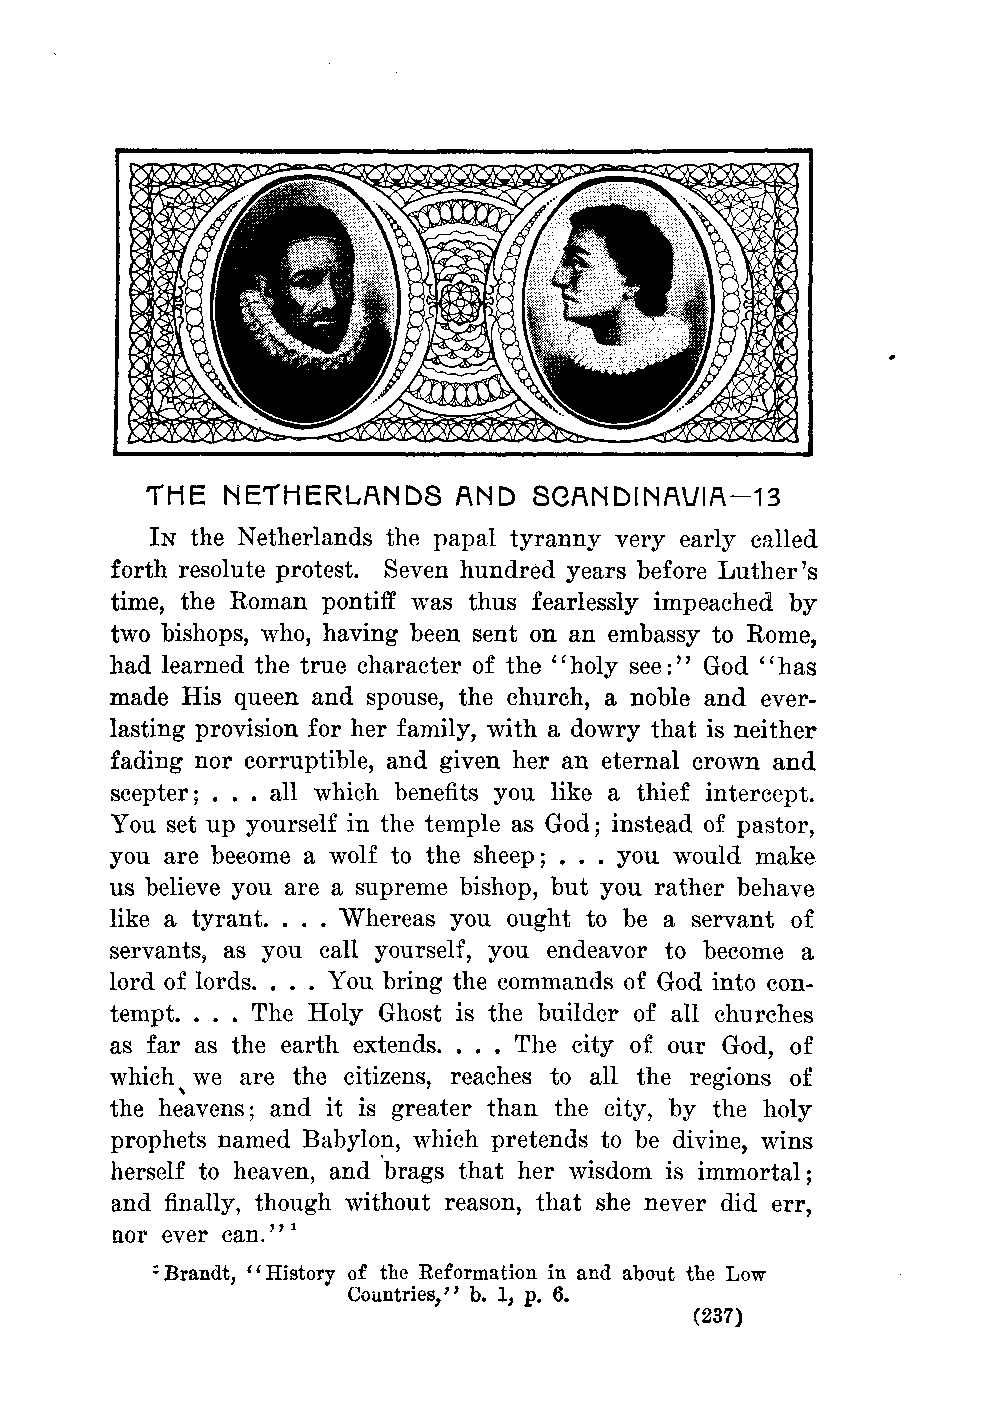 THE NETHERLANDS AND SCANDINAVIA—13
IN the Netherlands the papal tyranny very early called
forth resolute protest. Seven hundred years before Luther's
time, the Roman pontiff was thus fearlessly impeached by
two bishops, who, having been sent on an embassy to Rome,
had learned the true character of the "holy see:" God "has
made His queen and spouse, the church, a noble and ever-
lasting provision for her family, with a dowry that is neither
fading nor corruptible, and given her an eternal crown and
scepter; . . . all which benefits you like a thief intercept.
You set up yourself in the temple as God; instead of pastor,
you are become a wolf to the sheep; . . . you would make
us believe you are a supreme bishop, but you rather behave
like a tyrant. . . . Whereas you ought to be a servant of
servants, as you call yourself, you endeavor to become a
lord of lords. . . . You bring the commands of God into con-
tempt. . . . The Holy Ghost is the builder of all churches
as far as the earth extends. . . . The city of our God, of
which we are the citizens, reaches to all the regions of
the heavens; and it is greater than the city, by the holy
prophets named Babylon, which pretends to be divine, wins
herself to heaven, and brags that her wisdom is immortal;
and finally, though without reason, that she never did err,
nor ever can."¹
¹ Brandt, "History of the Reformation in and about the Low
Countries," b. 1, p. 6.
(237)